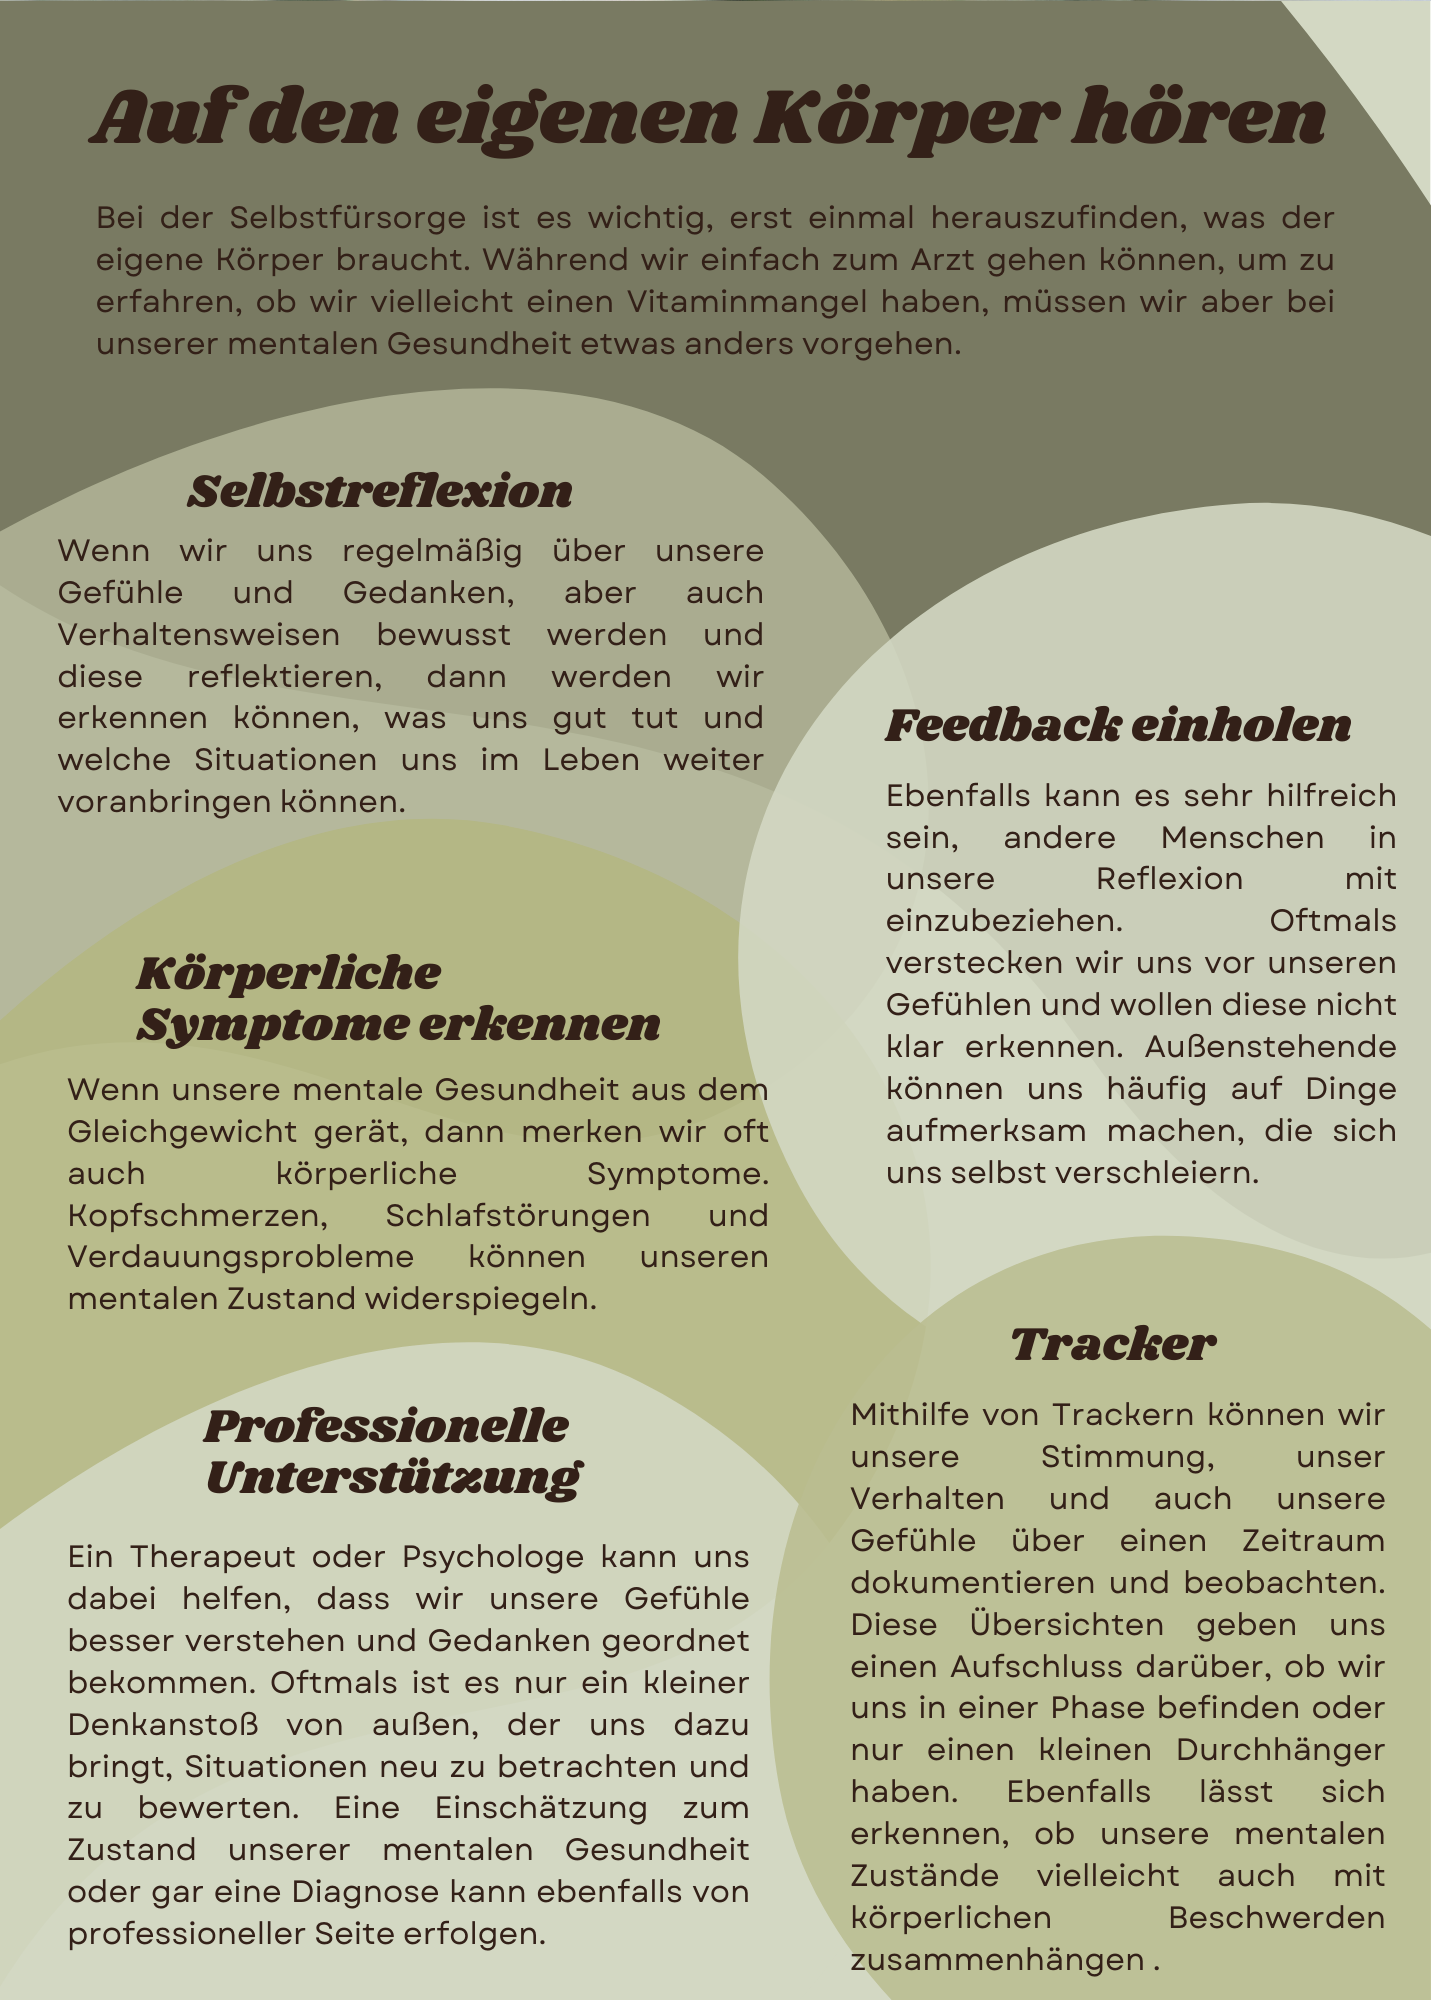 Auf den eigenen Körper hören
Bei der Selbstfürsorge ist es wichtig, erst einmal herauszufinden, was der
eigene Körper braucht. Während wir einfach zum Arzt gehen können, um zu
erfahren, ob wir vielleicht einen Vitaminmangel haben, müssen wir aber bei
unserer mentalen Gesundheit etwas anders vorgehen.
Selbstreflexion
Wenn wir uns regelmäßig über unsere
Gefühle und Gedanken, aber auch
Verhaltensweisen bewusst werden und
diese reflektieren, dann werden wir
erkennen können, was uns gut tut und
welche Situationen uns im Leben weiter
voranbringen können.
Feedback einholen
Ebenfalls kann es sehr hilfreich
sein, andere Menschen in
unsere Reflexion mit
einzubeziehen. Oftmals
verstecken wir uns vor unseren
Gefühlen und wollen diese nicht
klar erkennen. Außenstehende
können uns häufig auf Dinge
aufmerksam machen, die sich
uns selbst verschleiern.
Körperliche
Symptome erkennen
Wenn unsere mentale Gesundheit aus dem
Gleichgewicht gerät, dann merken wir oft
auch körperliche Symptome.
Kopfschmerzen, Schlafstörungen und
Verdauungsprobleme können unseren
mentalen Zustand widerspiegeln.
Tracker
Mithilfe von Trackern können wir
unsere Stimmung, unser
Verhalten und auch unsere
Gefühle über einen Zeitraum
dokumentieren und beobachten.
Diese Übersichten geben uns
einen Aufschluss darüber, ob wir
uns in einer Phase befinden oder
nur einen kleinen Durchhänger
haben. Ebenfalls lässt sich
erkennen, ob unsere mentalen
Zustände vielleicht auch mit
körperlichen Beschwerden
zusammenhängen .
Professionelle
Unterstützung
Ein Therapeut oder Psychologe kann uns
dabei helfen, dass wir unsere Gefühle
besser verstehen und Gedanken geordnet
bekommen. Oftmals ist es nur ein kleiner
Denkanstoß von außen, der uns dazu
bringt, Situationen neu zu betrachten und
zu bewerten. Eine Einschätzung zum
Zustand unserer mentalen Gesundheit
oder gar eine Diagnose kann ebenfalls von
professioneller Seite erfolgen.